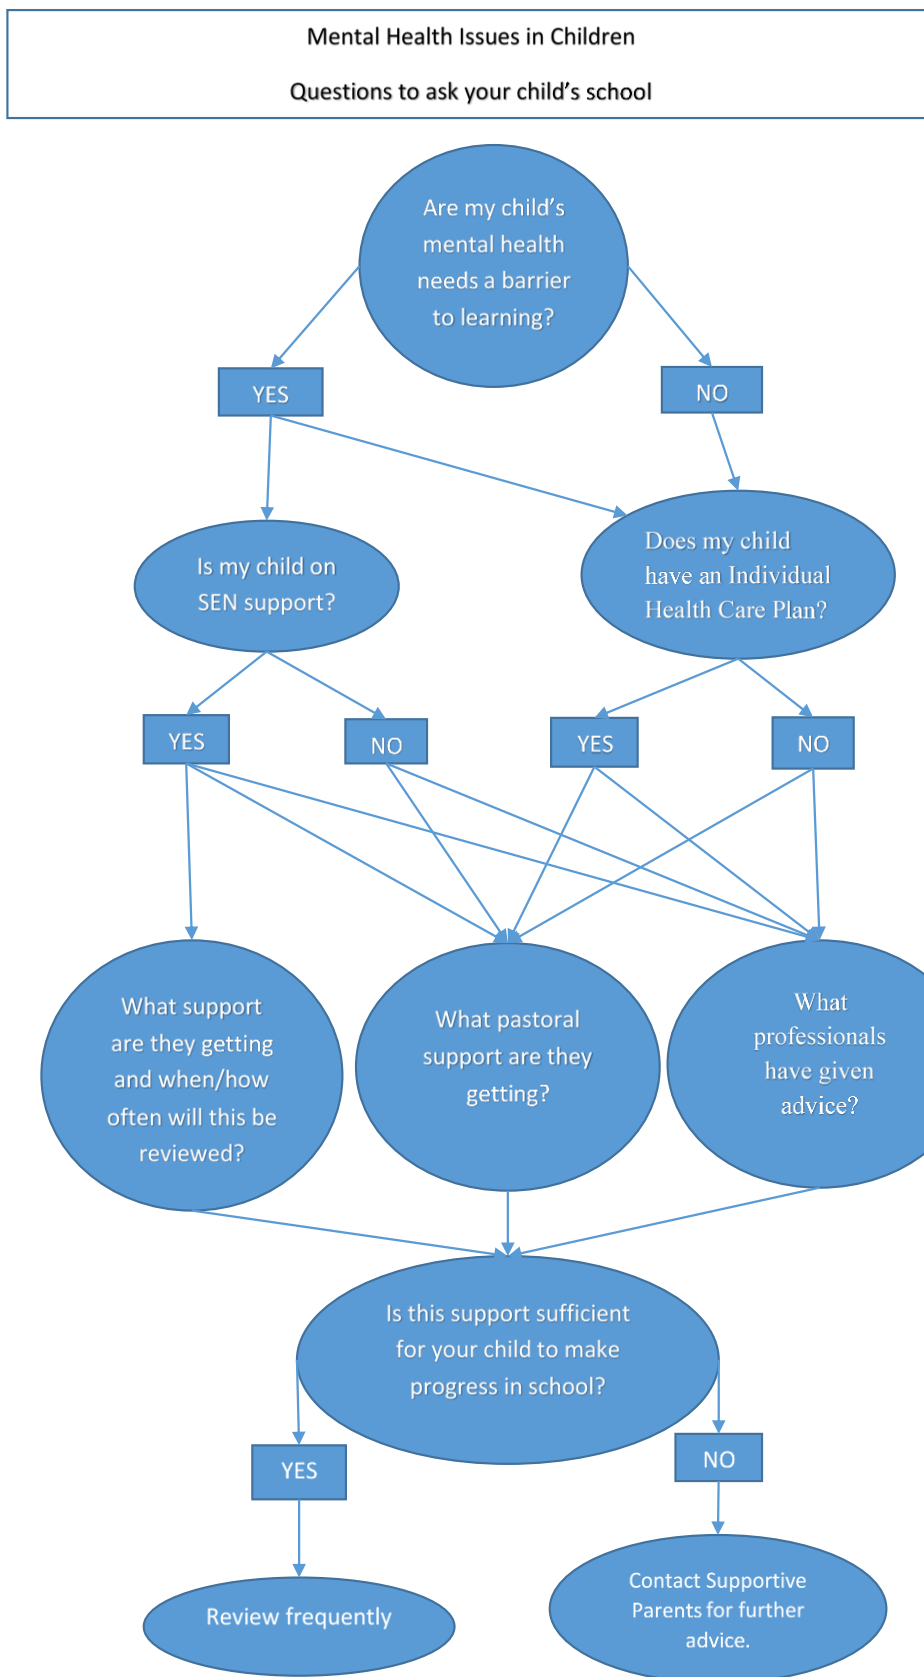 Mental Health Issues in Children
Questions to ask your child's school
Are my child's
mental health
needs a barrier
to learning?
YES
NO
Is my child on
SEN support?
Does my child
have an Individual
Health Care Plan?
YES
NO
YES
NO
What support
are they getting
and when/how
often will this be
reviewed?
What pastoral
support are they
getting?
What
professionals
have given
advice?
Is this support sufficient
for your child to make
progress in school?
YES
NO
Review frequently
Contact Supportive
Parents for further
advice.